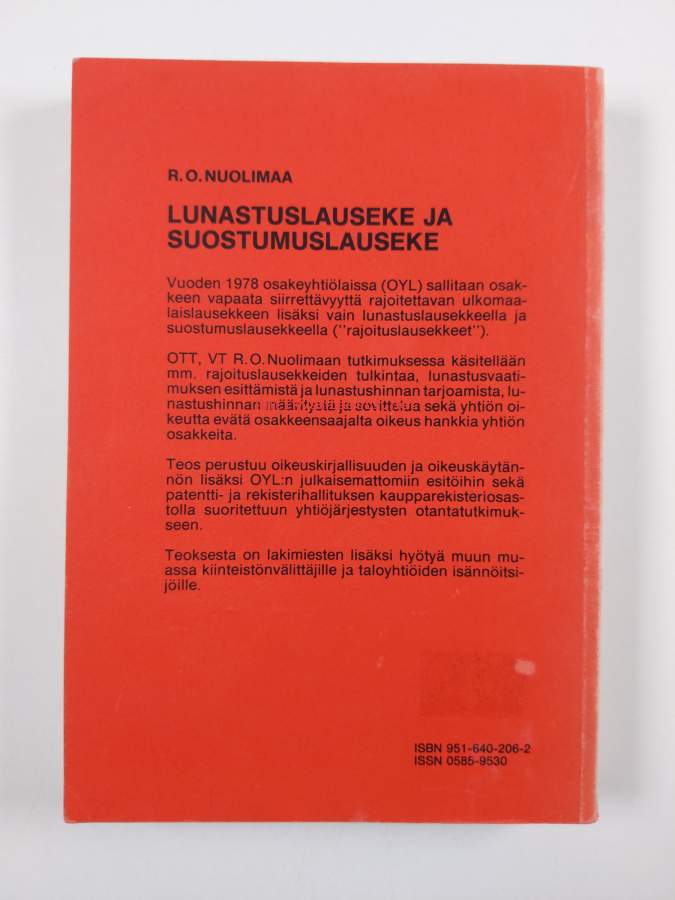 R. O. NUOLIMAA
LUNASTUSLAUSEKE JA
SUOSTUMUSLAUSEKE
Vuoden 1978 osakeyhtiölaissa (OYL) sallitaan osak-
keen vapaata siirrettävyyttä rajoitettavan ulkomaa-
laislausekkeen lisäksi vain lunastuslausekkeella ja
suostumuslausekkeella (''rajoituslausekkeet'').
OTT, VT R. O. Nuolimaan tutkimuksessa käsitellään
mm. rajoituslausekkeiden tulkintaa, lunastusvaati-
muksen esittämistä ja lunastushinnan tarjoamista, lu-
nastushinnan määritystä ja sovittelua sekä yhtiön oi-
keutta evätä osakkeensaajalta oikeus hankkia yhtiön
osakkeita.
Teos perustuu oikeuskirjallisuuden ja oikeuskäytän-
nön lisäksi OYL:n julkaisemattomiin esitöihin sekä
patentti- ja rekisterihallituksen kaupparekisteriosas-
tolla suoritettuun yhtiöjärjestysten otantatutkimuk-
seen.
Teoksesta on lakimiesten lisäksi hyötyä muun mu-
assa kiinteistönvälittäjille ja taloyhtiöiden isännöitsi-
jöille.
ISBN 951-640-206-2
ISSN 0585-9530